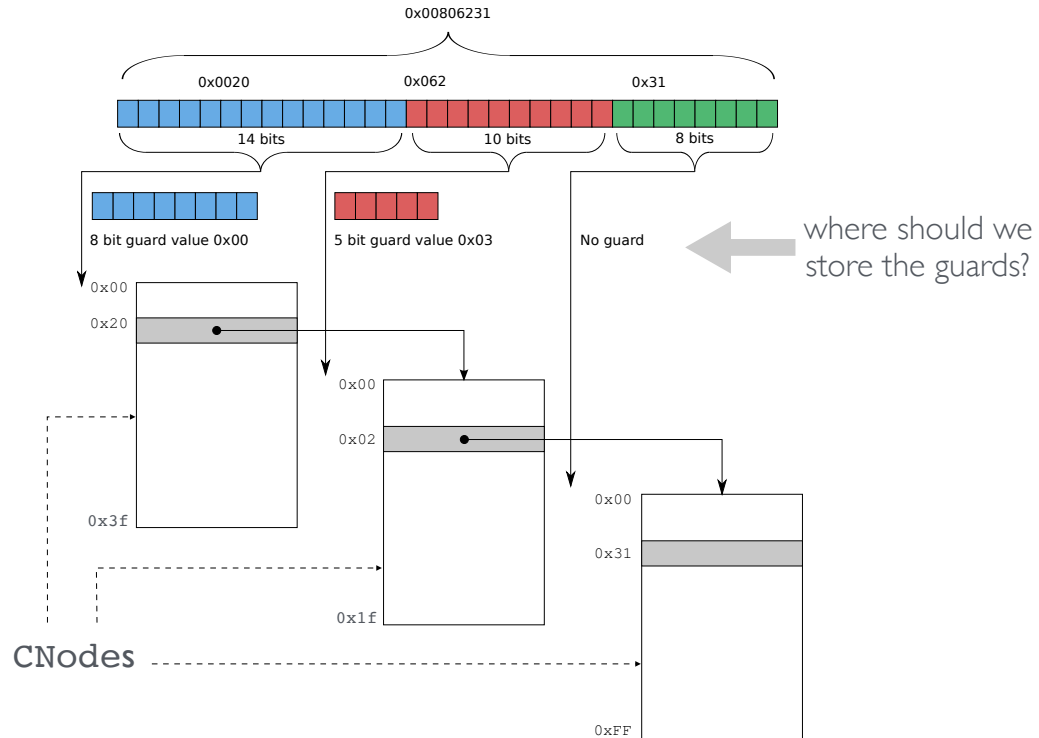 0x00806231
0x0020
0x062
0x31
14 bits
10 bits
8 bits
8 bit guard value 0x00
5 bit guard value 0x03
No guard
where should we
store the guards?
0x00
0x20
0x3f
0x00
0x02
0x1f
0x00
0x31
0xFF
CNodes